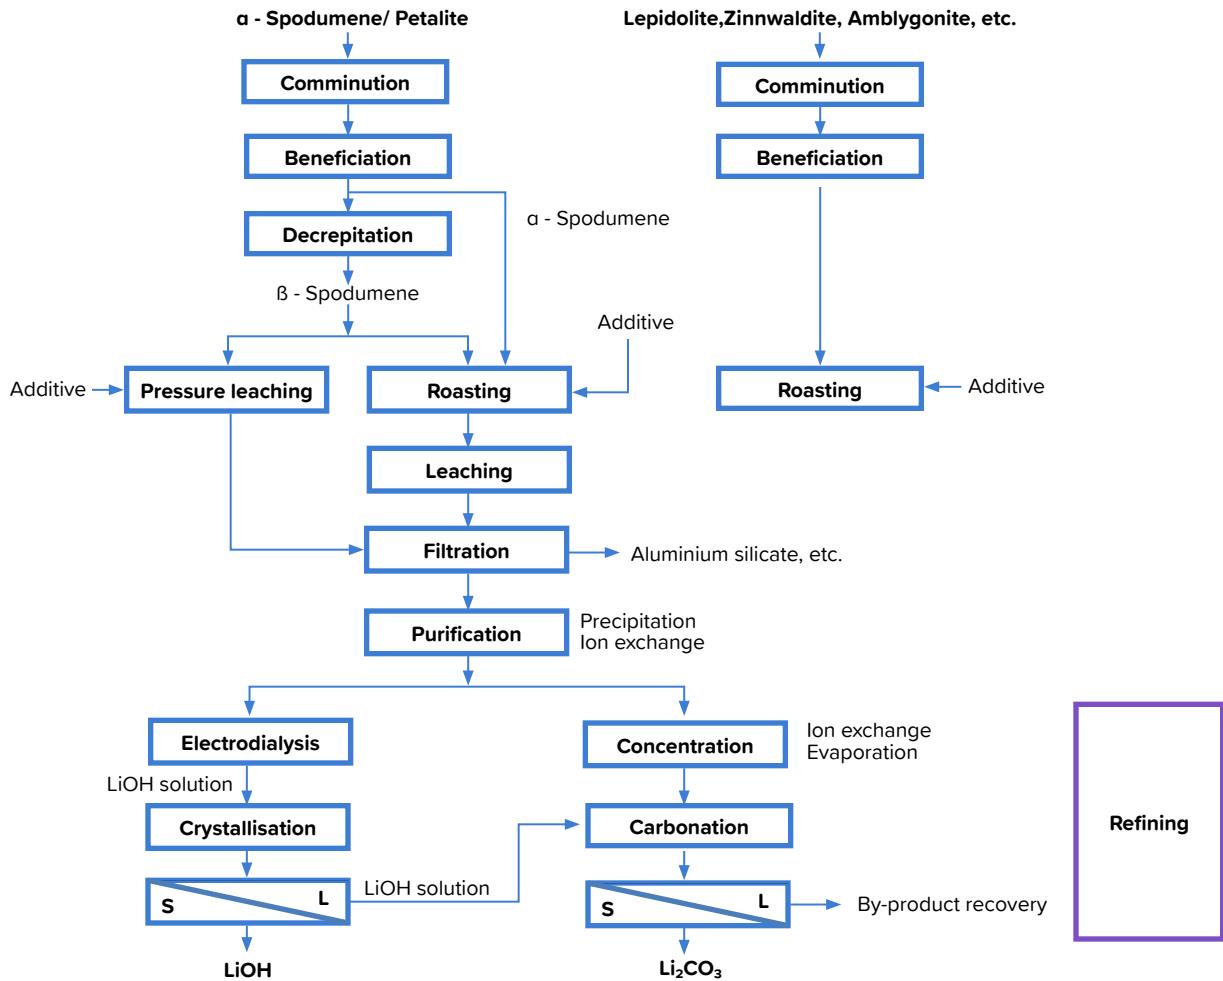 α - Spodumene/ Petalite
Lepidolite,Zinnwaldite, Amblygonite, etc.
Comminution
Comminution
Beneficiation
Beneficiation
α - Spodumene
Decrepitation
ß - Spodumene
Additive
Additive
Pressure leaching
Roasting
Roasting
Additive
Leaching
Filtration
Aluminium silicate, etc.
Purification
Precipitation
Ion exchange
Electrodialysis
Concentration
Ion exchange
Evaporation
LiOH solution
Crystallisation
Carbonation
Refining
S
L
LiOH solution
S
L
By-product recovery
LiOH
Li₂CO₃